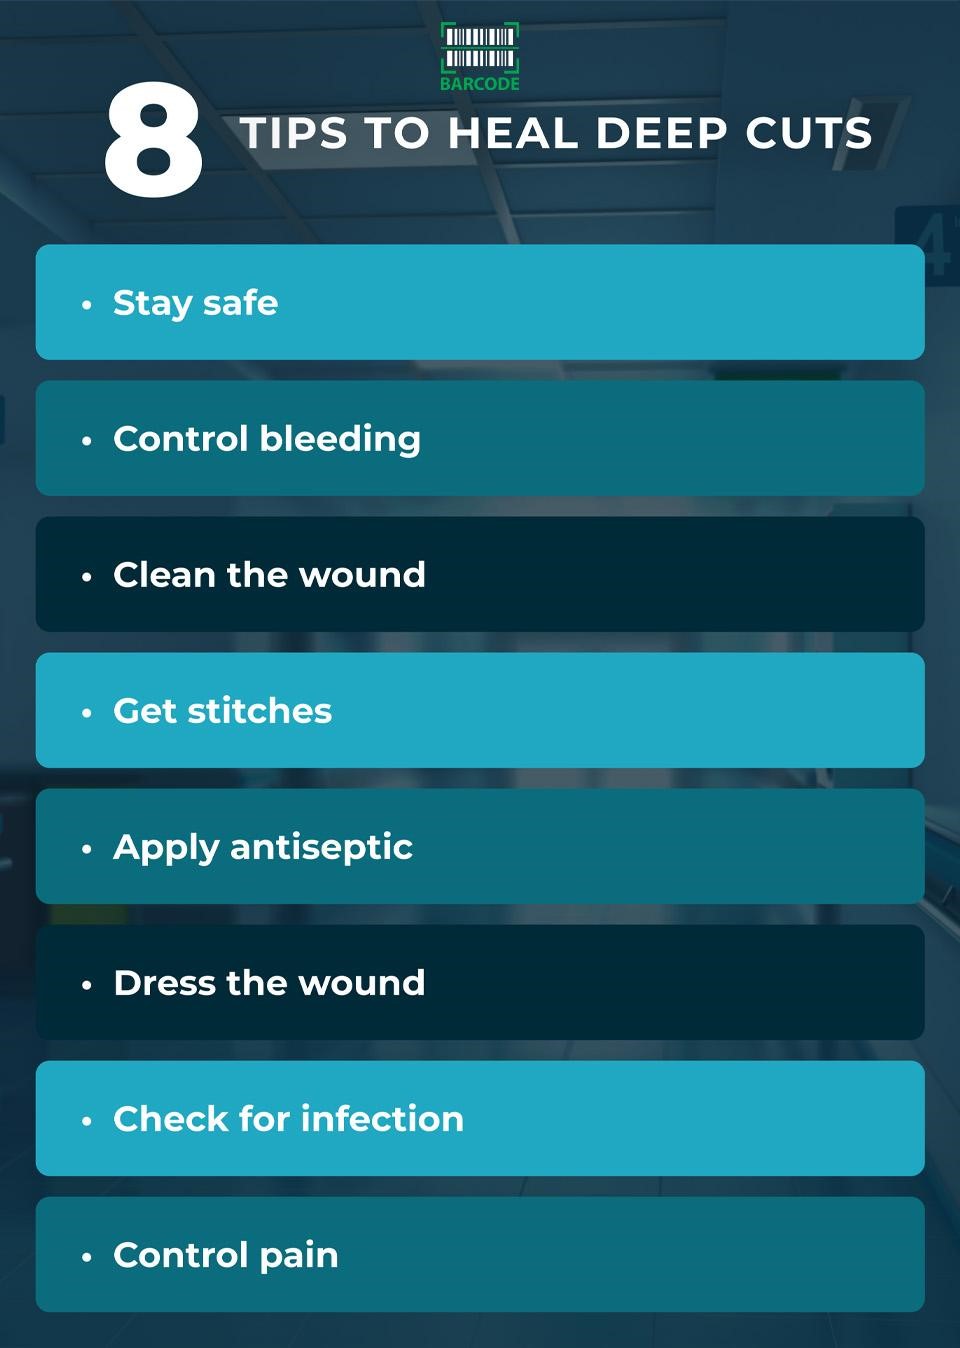 BARCODE
8
TIPS TO HEAL DEEP CUTS
• Stay safe
• Control bleeding
• Clean the wound
• Get stitches
• Apply antiseptic
• Dress the wound
• Check for infection
• Control pain
4